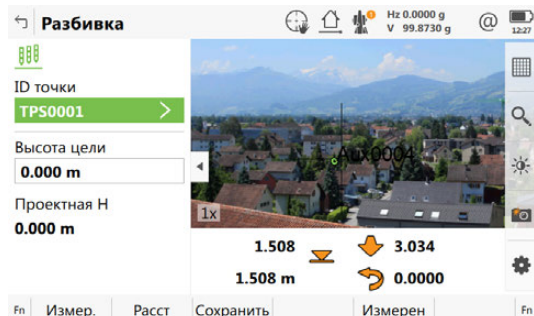 Разбивка
Hz 0.0000 g
V 99.8730 g
@
12:27
ID точки
TPS0001
Высота цели
0.000 m
Проектная H
0.000 m
Aux0004
1x
1.508
3.034
1.508 m
0.0000
Fn Измер. Расст Сохранить Измерен Fn